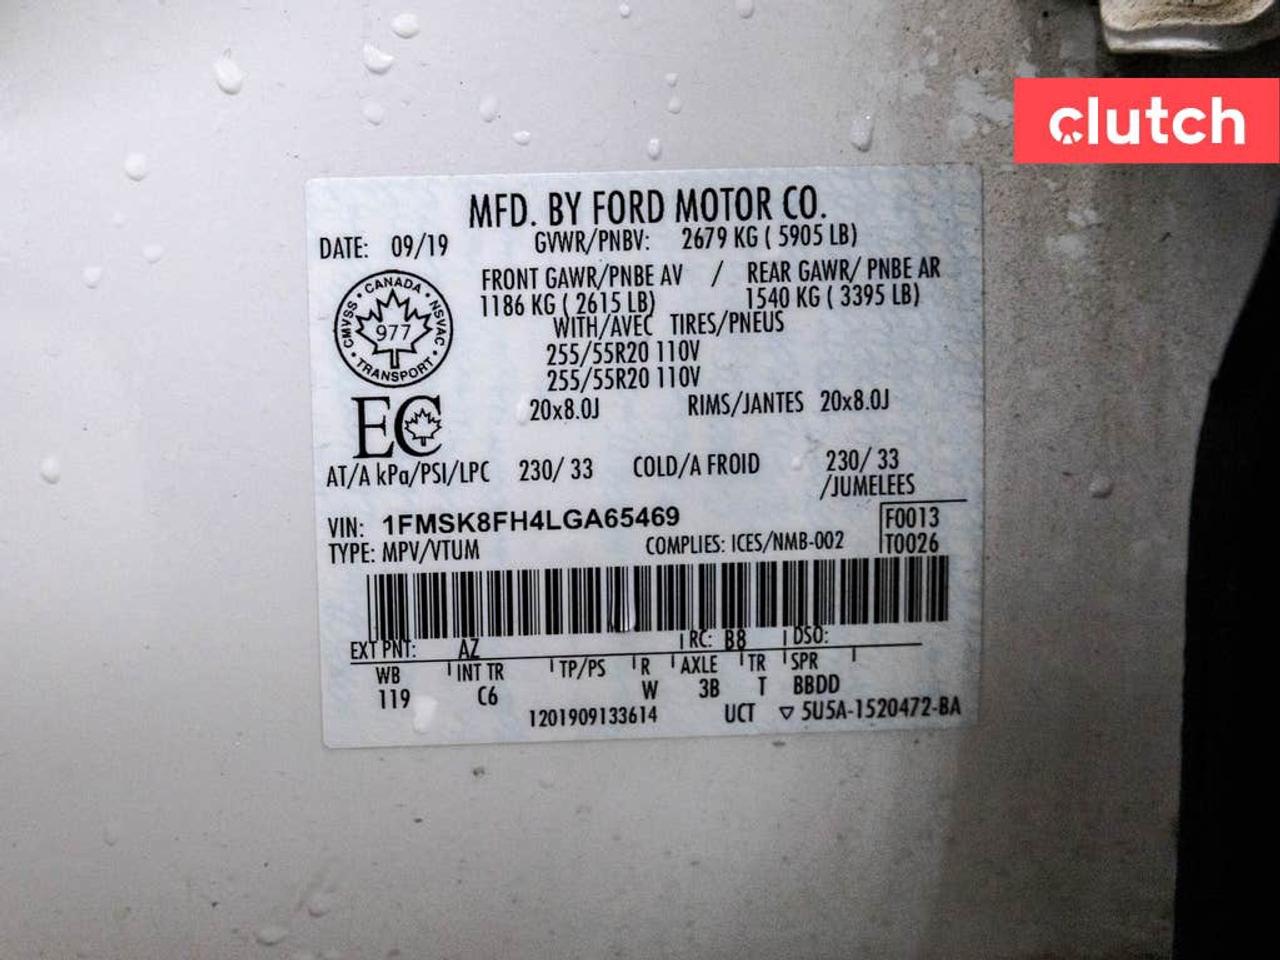 clutch
MFD. BY FORD MOTOR CO.
DATE: 09/19 GVWR/PNBV: 2679 KG ( 5905 LB)
FRONT GAWR/PNBE AV / REAR GAWR/ PNBE AR
1186 KG ( 2615 LB) 1540 KG ( 3395 LB)
WITH/AVEC TIRES/PNEUS
255/55R20 110V
255/55R20 110V
20x8.0J RIMS/JANTES 20x8.0J
CANADA • NSVAC • TRANSPORT • CMVSS •
977
EC
AT/A kPa/PSI/LPC 230/ 33 COLD/A FROID 230/ 33
/JUMELEES
VIN: 1FMSK8FH4LGA65469 F0013
TYPE: MPV/VTUM COMPLIES: ICES/NMB-002 T0026
EXT PNT: AZ RC: B8 DSO:
WB INT TR TP/PS R AXLE TR SPR
119 C6 W 3B T BBDD
1201909133614 UCT ▽ 5U5A-1520472-BA